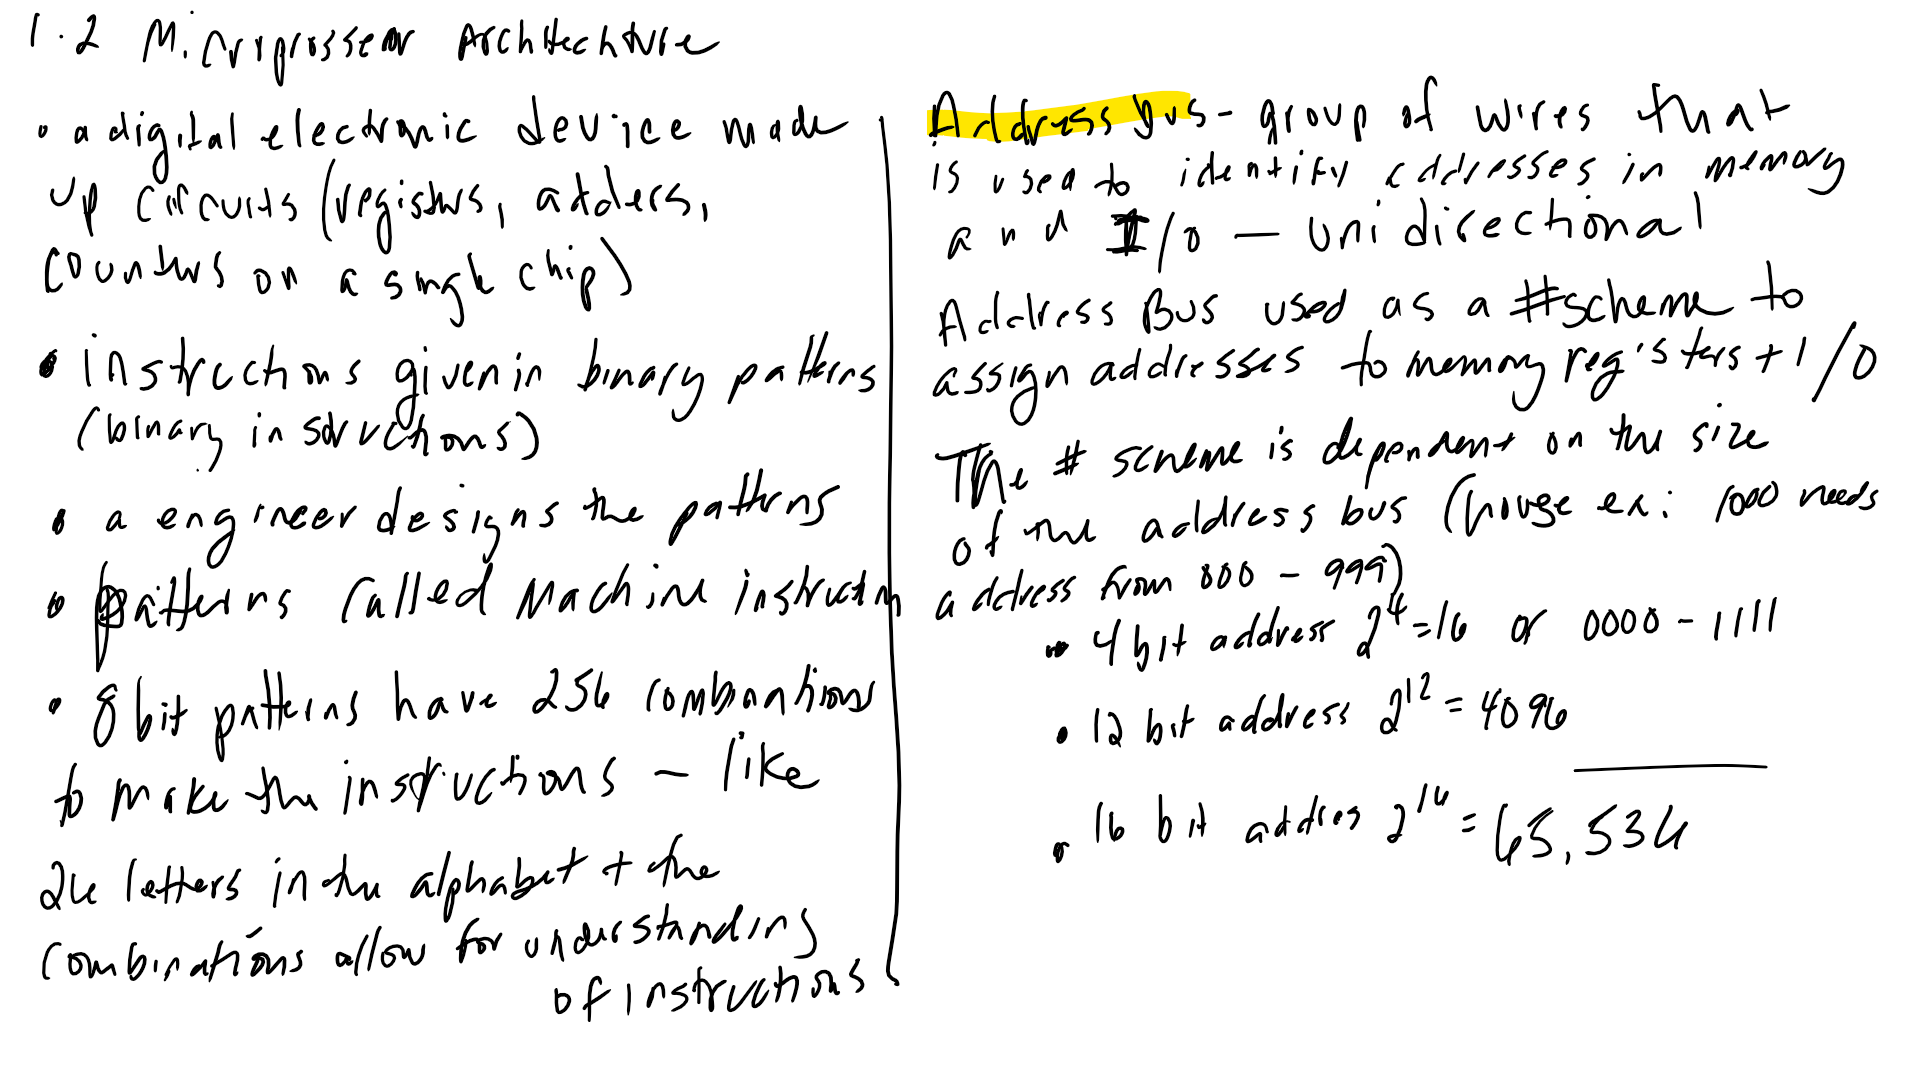 1.2 Microprossesor Architechture
• a digital electronic device made
up circuits (registers, adders,
counters on a single chip)
• instructions given in binary patterns
(binary instructions)
• a engineer designs the patterns
• patterns called Machine instruction
• 8 bit patterns have 256 combinations
to make the instructions - like
26 letters in the alphabet + the
combinations allow for understanding
of instructions
Address bus - group of wires that
is used to identify addresses in memory
and I/O - unidirectional
Address Bus used as a # scheme to
assign addresses to memory registers + I/O
The # scheme is dependent on the size
of the address bus (house ex: 1000 needs
address from 000 - 999)
• 4 bit address 2^4 = 16 or 0000 - 1111
• 12 bit address 2^12 = 4096
• 16 bit addres 2^16 = 65,536